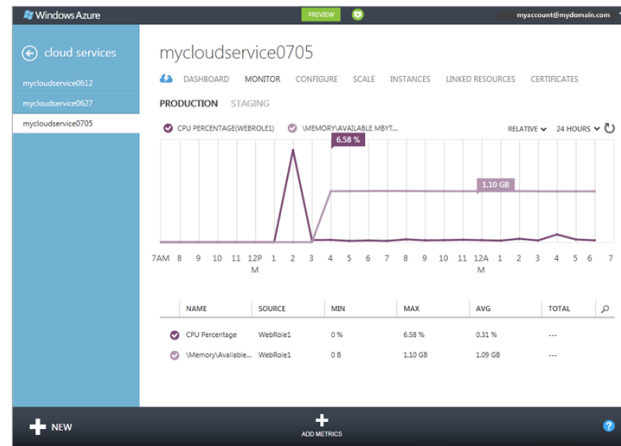 Windows Azure PREVIEW myaccount@mydomain.com
cloud services
mycloudservice0612
mycloudservice0627
mycloudservice0705
mycloudservice0705
DASHBOARD MONITOR CONFIGURE SCALE INSTANCES LINKED RESOURCES CERTIFICATES
PRODUCTION STAGING
CPU PERCENTAGE(WEBROLE1) \MEMORY\AVAILABLE MBYT... RELATIVE 24 HOURS
6.58 %
1.10 GB
7AM 8 9 10 11 12P 1 2 3 4 5 6 7 8 9 10 11 12A 1 2 3 4 5 6 7
M M
NAME SOURCE MIN MAX AVG TOTAL
CPU Percentage WebRole1 0 % 6.58 % 0.31 % ---
\Memory\Available... WebRole1 0 B 1.10 GB 1.09 GB ---
NEW
ADD METRICS
?